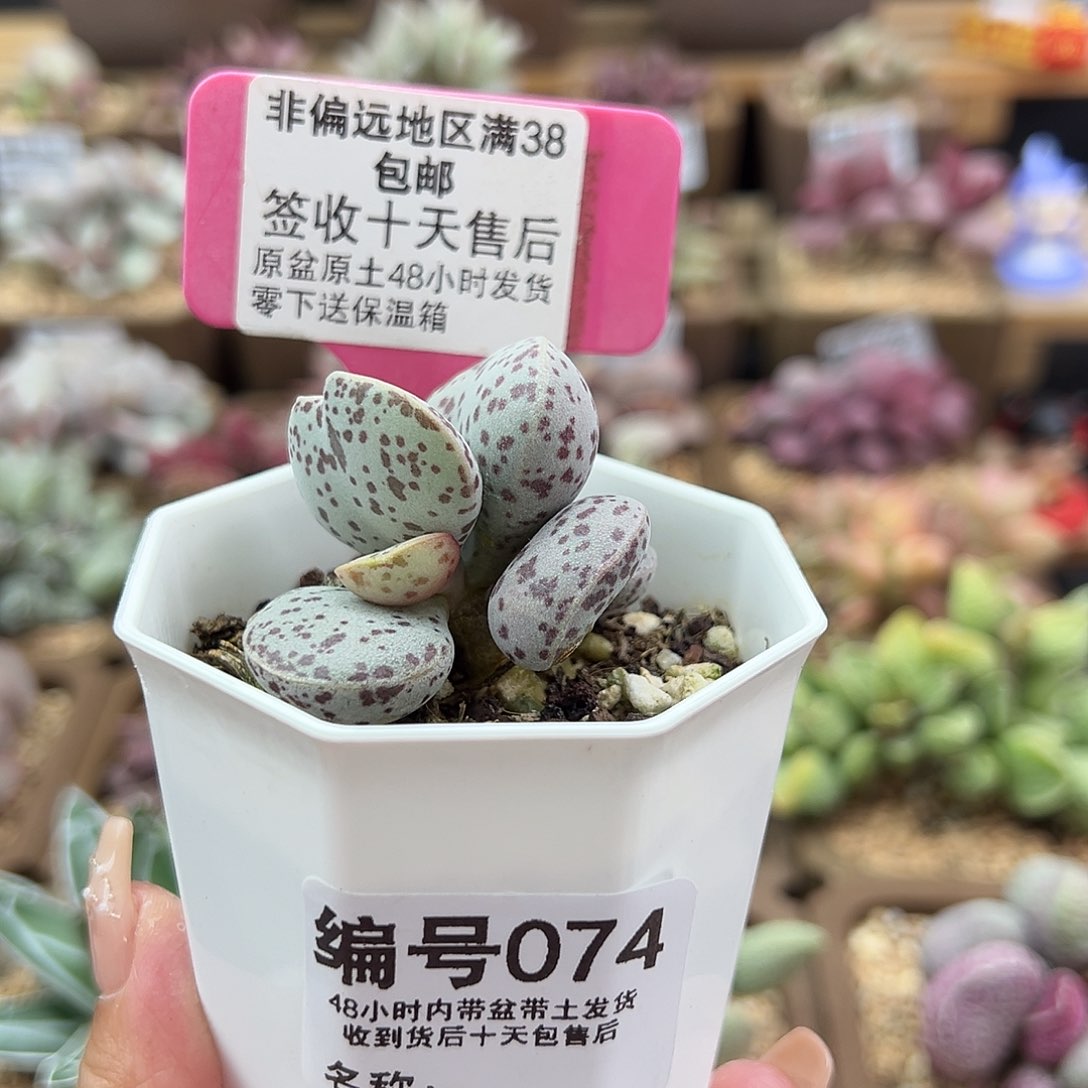 非偏远地区满38
包邮
签收十天售后
原盆原土48小时发货
零下送保温箱
编号074
48小时内带盆带土发货
收到货后十天包售后
名称: